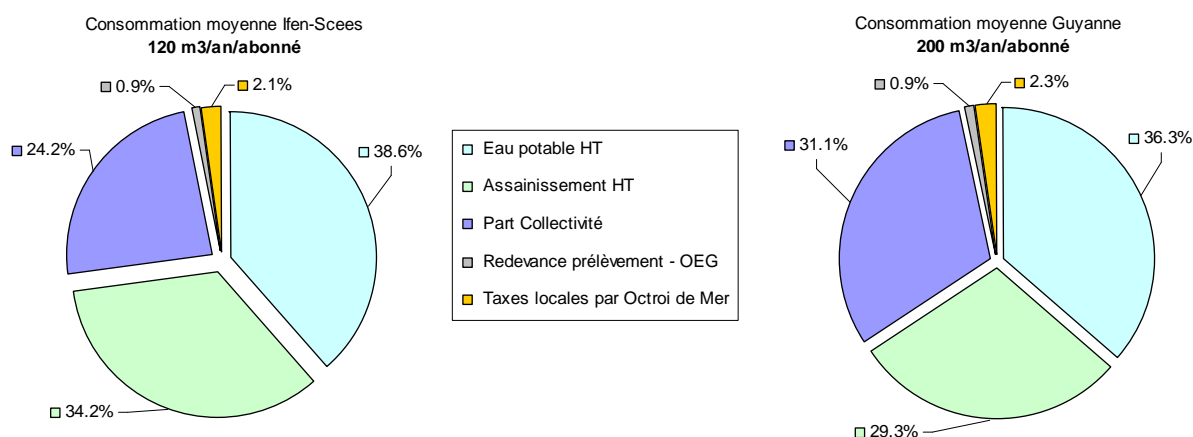 Consommation moyenne Ifen-Scees
120 m3/an/abonné
0.9%
2.1%
24.2%
38.6%
34.2%
Eau potable HT
Assainissement HT
Part Collectivité
Redevance prélèvement - OEG
Taxes locales par Octroi de Mer
Consommation moyenne Guyanne
200 m3/an/abonné
0.9%
2.3%
31.1%
36.3%
29.3%